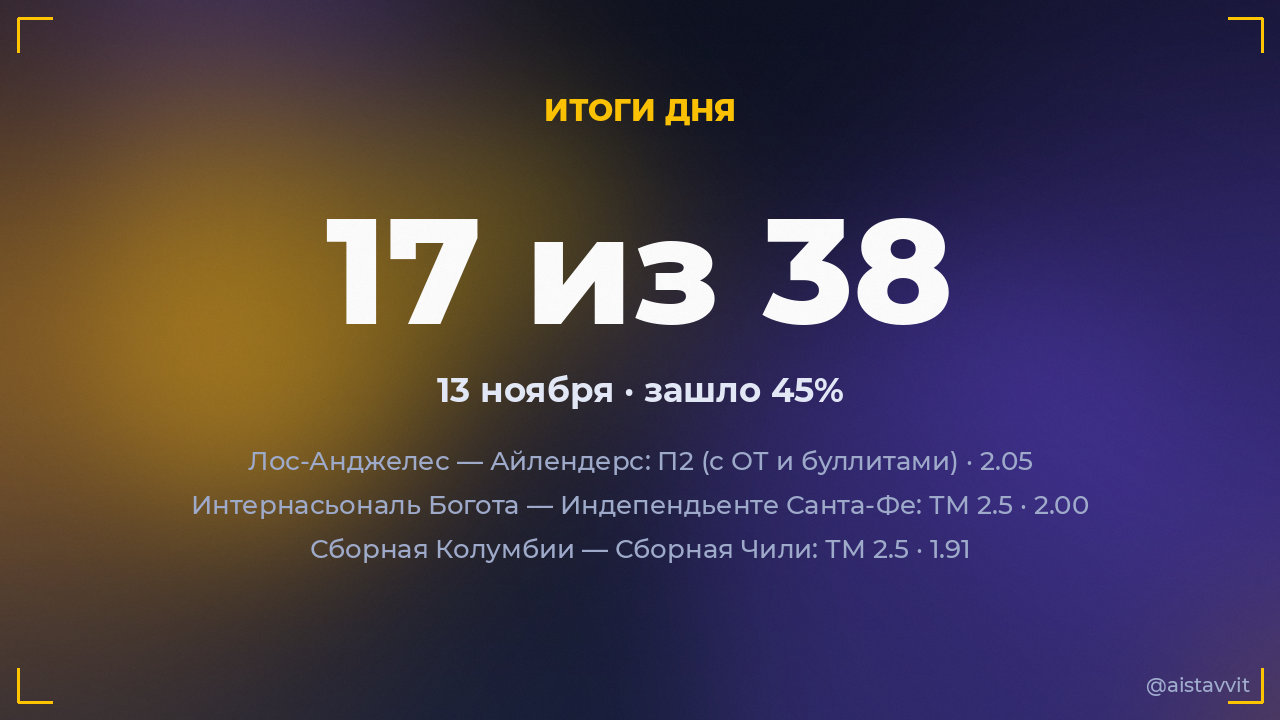 ИТОГИ ДНЯ
17 из 38
13 ноября · зашло 45%
Лос-Анджелес — Айлендерс: П2 (с ОТ и буллитами) · 2.05
Интернасьональ Богота — Индепендьенте Санта-Фе: ТМ 2.5 · 2.00
Сборная Колумбии — Сборная Чили: ТМ 2.5 · 1.91
@aistavvit